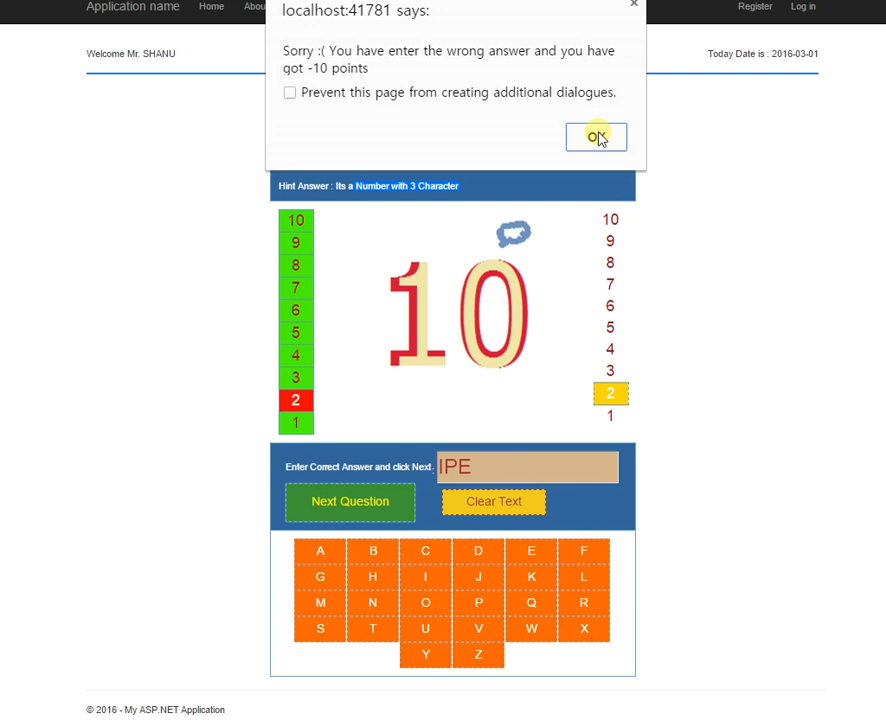 Application name Home Abou Register Log in
localhost:41781 says:
Welcome Mr. SHANU
Today Date is : 2016-03-01
Sorry :( You have enter the wrong answer and you have
got -10 points
Prevent this page from creating additional dialogues.
OK
Hint Answer : Its a Number with 3 Character
10
9
8
7
6
5
4
3
2
1
10
10
9
8
7
6
5
4
3
2
1
Enter Correct Answer and click Next : IPE
Next Question Clear Text
A B C D E F
G H I J K L
M N O P Q R
S T U V W X
Y Z
© 2016 - My ASP.NET Application